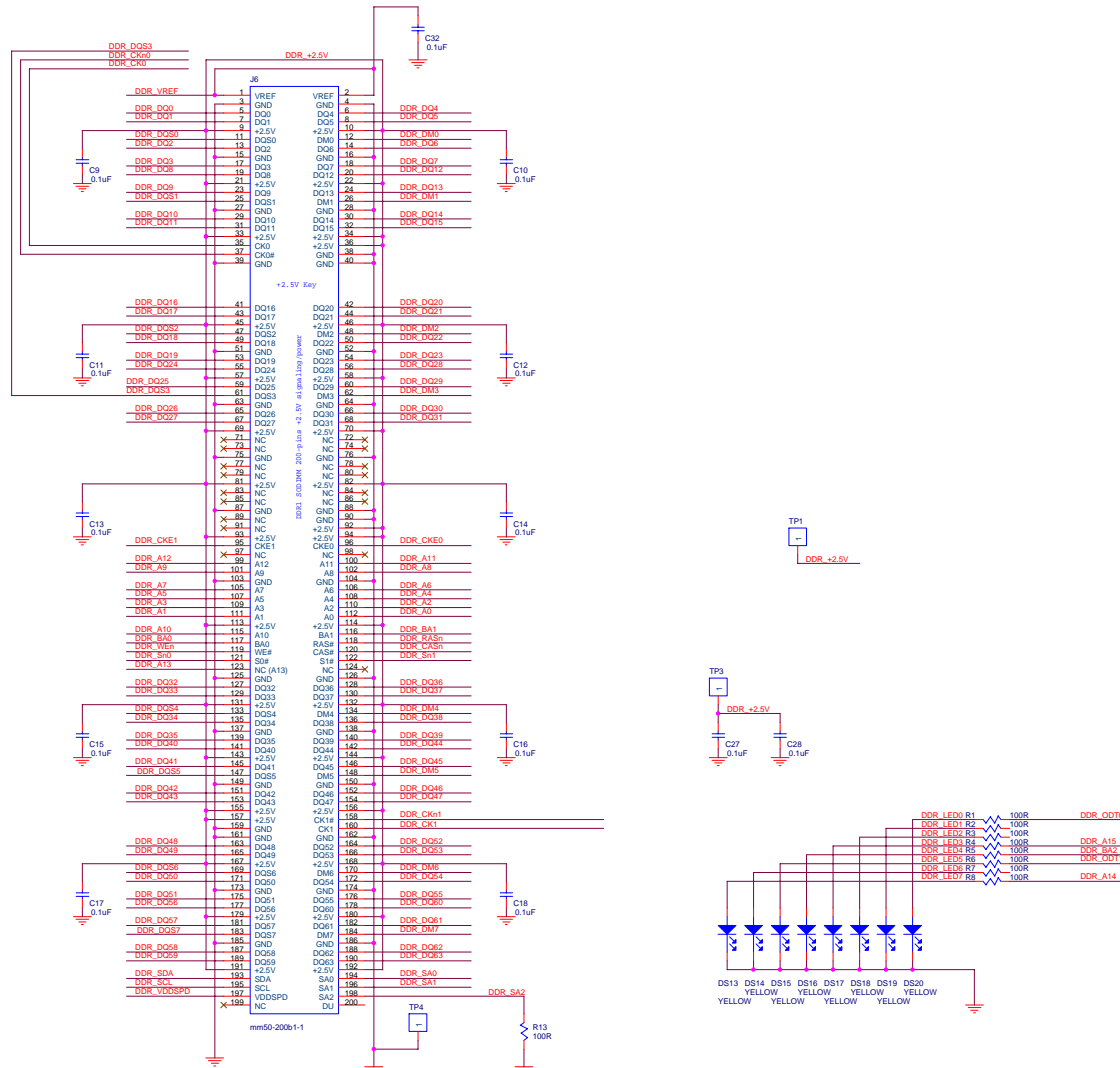 C32
0.1uF
DDR_DQS3
DDR_CKn0
DDR_CK0
DDR_+2.5V
J6
DDR_VREF 1 VREF VREF 2
3 GND GND 4
DDR_DQ0 5 DQ0 DQ4 6 DDR_DQ4
DDR_DQ1 7 DQ1 DQ5 8 DDR_DQ5
9 +2.5V +2.5V 10
DDR_DQS0 11 DQS0 DM0 12 DDR_DM0
DDR_DQ2 13 DQ2 DQ6 14 DDR_DQ6
15 GND GND 16
DDR_DQ3 17 DQ3 DQ7 18 DDR_DQ7
DDR_DQ8 19 DQ8 DQ12 20 DDR_DQ12
C9 0.1uF
C10 0.1uF
21 +2.5V +2.5V 22
DDR_DQ9 23 DQ9 DQ13 24 DDR_DQ13
DDR_DQS1 25 DQS1 DM1 26 DDR_DM1
27 GND GND 28
DDR_DQ10 29 DQ10 DQ14 30 DDR_DQ14
DDR_DQ11 31 DQ11 DQ15 32 DDR_DQ15
33 +2.5V +2.5V 34
35 CK0 +2.5V 36
37 CK0# GND 38
39 GND GND 40
+2.5V Key
DDR1 SODIMM 200-pins +2.5V signaling/power
DDR_DQ16 41 DQ16 DQ20 42 DDR_DQ20
DDR_DQ17 43 DQ17 DQ21 44 DDR_DQ21
45 +2.5V +2.5V 46
DDR_DQS2 47 DQS2 DM2 48 DDR_DM2
DDR_DQ18 49 DQ18 DQ22 50 DDR_DQ22
51 GND GND 52
DDR_DQ19 53 DQ19 DQ23 54 DDR_DQ23
DDR_DQ24 55 DQ24 DQ28 56 DDR_DQ28
C11 0.1uF
C12 0.1uF
57 +2.5V +2.5V 58
DDR_DQ25 59 DQ25 DQ29 60 DDR_DQ29
DDR_DQS3 61 DQS3 DM3 62 DDR_DM3
63 GND GND 64
DDR_DQ26 65 DQ26 DQ30 66 DDR_DQ30
DDR_DQ27 67 DQ27 DQ31 68 DDR_DQ31
69 +2.5V +2.5V 70
71 NC NC 72
73 NC NC 74
75 GND GND 76
77 NC NC 78
79 NC NC 80
81 +2.5V +2.5V 82
83 NC NC 84
85 NC NC 86
87 GND GND 88
89 NC GND 90
91 NC +2.5V 92
C13 0.1uF
C14 0.1uF
93 +2.5V +2.5V 94
DDR_CKE1 95 CKE1 CKE0 96 DDR_CKE0
97 NC NC 98
DDR_A12 99 A12 A11 100 DDR_A11
DDR_A9 101 A9 A8 102 DDR_A8
103 GND GND 104
DDR_A7 105 A7 A6 106 DDR_A6
DDR_A5 107 A5 A4 108 DDR_A4
DDR_A3 109 A3 A2 110 DDR_A2
DDR_A1 111 A1 A0 112 DDR_A0
113 +2.5V +2.5V 114
DDR_A10 115 A10 BA1 116 DDR_BA1
DDR_BA0 117 BA0 RAS# 118 DDR_RASn
DDR_WEn 119 WE# CAS# 120 DDR_CASn
DDR_Sn0 121 S0# S1# 122 DDR_Sn1
DDR_A13 123 NC (A13) NC 124
125 GND GND 126
DDR_DQ32 127 DQ32 DQ36 128 DDR_DQ36
DDR_DQ33 129 DQ33 DQ37 130 DDR_DQ37
131 +2.5V +2.5V 132
DDR_DQS4 133 DQS4 DM4 134 DDR_DM4
DDR_DQ34 135 DQ34 DQ38 136 DDR_DQ38
137 GND GND 138
DDR_DQ35 139 DQ35 DQ39 140 DDR_DQ39
DDR_DQ40 141 DQ40 DQ44 142 DDR_DQ44
C15 0.1uF
C16 0.1uF
143 +2.5V +2.5V 144
DDR_DQ41 145 DQ41 DQ45 146 DDR_DQ45
DDR_DQS5 147 DQS5 DM5 148 DDR_DM5
149 GND GND 150
DDR_DQ42 151 DQ42 DQ46 152 DDR_DQ46
DDR_DQ43 153 DQ43 DQ47 154 DDR_DQ47
155 +2.5V +2.5V 156
157 +2.5V CK1# 158 DDR_CKn1
159 GND CK1 160 DDR_CK1
161 GND GND 162
DDR_DQ48 163 DQ48 DQ52 164 DDR_DQ52
DDR_DQ49 165 DQ49 DQ53 166 DDR_DQ53
167 +2.5V +2.5V 168
DDR_DQS6 169 DQS6 DM6 170 DDR_DM6
DDR_DQ50 171 DQ50 DQ54 172 DDR_DQ54
173 GND GND 174
DDR_DQ51 175 DQ51 DQ55 176 DDR_DQ55
DDR_DQ56 177 DQ56 DQ60 178 DDR_DQ60
C17 0.1uF
C18 0.1uF
179 +2.5V +2.5V 180
DDR_DQ57 181 DQ57 DQ61 182 DDR_DQ61
DDR_DQS7 183 DQS7 DM7 184 DDR_DM7
185 GND GND 186
DDR_DQ58 187 DQ58 DQ62 188 DDR_DQ62
DDR_DQ59 189 DQ59 DQ63 190 DDR_DQ63
191 +2.5V +2.5V 192
DDR_SDA 193 SDA SA0 194 DDR_SA0
DDR_SCL 195 SCL SA1 196 DDR_SA1
DDR_VDDSPD 197 VDDSPD SA2 198 DDR_SA2
199 NC DU 200
mm50-200b1-1
TP4
1
R13
100R
TP1
1
DDR_+2.5V
TP3
1
DDR_+2.5V
C27 0.1uF
C28 0.1uF
DDR_LED0 R1 100R DDR_ODT0
DDR_LED1 R2 100R
DDR_LED2 R3 100R
DDR_LED3 R4 100R DDR_A15
DDR_LED4 R5 100R DDR_BA2
DDR_LED5 R6 100R DDR_ODT
DDR_LED6 R7 100R
DDR_LED7 R8 100R DDR_A14
DS13 DS14 DS15 DS16 DS17 DS18 DS19 DS20
YELLOW YELLOW YELLOW YELLOW YELLOW
YELLOW YELLOW YELLOW